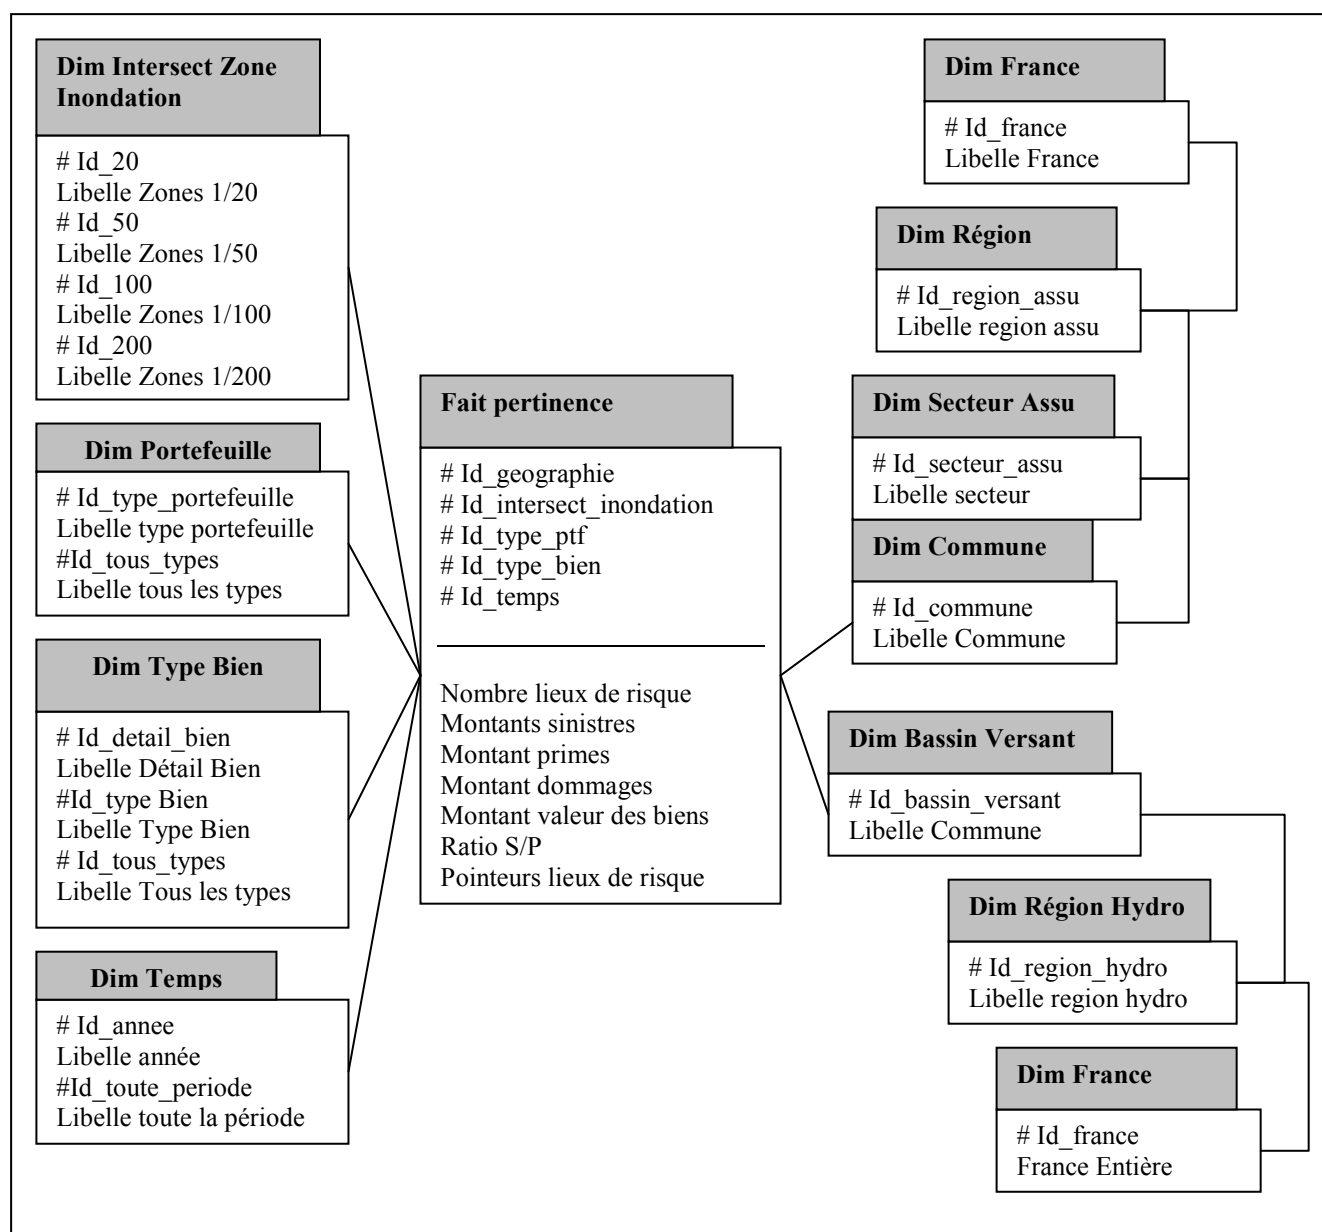 Dim Intersect Zone
Inondation
# Id_20
Libelle Zones 1/20
# Id_50
Libelle Zones 1/50
# Id_100
Libelle Zones 1/100
# Id_200
Libelle Zones 1/200
Dim Portefeuille
# Id_type_portefeuille
Libelle type portefeuille
#Id_tous_types
Libelle tous les types
Dim Type Bien
# Id_detail_bien
Libelle Détail Bien
#Id_type Bien
Libelle Type Bien
# Id_tous_types
Libelle Tous les types
Dim Temps
# Id_annee
Libelle année
#Id_toute_periode
Libelle toute la période
Fait pertinence
# Id_geographie
# Id_intersect_inondation
# Id_type_ptf
# Id_type_bien
# Id_temps
Nombre lieux de risque
Montants sinistres
Montant primes
Montant dommages
Montant valeur des biens
Ratio S/P
Pointeurs lieux de risque
Dim France
# Id_france
Libelle France
Dim Région
# Id_region_assu
Libelle region assu
Dim Secteur Assu
# Id_secteur_assu
Libelle secteur
Dim Commune
# Id_commune
Libelle Commune
Dim Bassin Versant
# Id_bassin_versant
Libelle Commune
Dim Région Hydro
# Id_region_hydro
Libelle region hydro
Dim France
# Id_france
France Entière